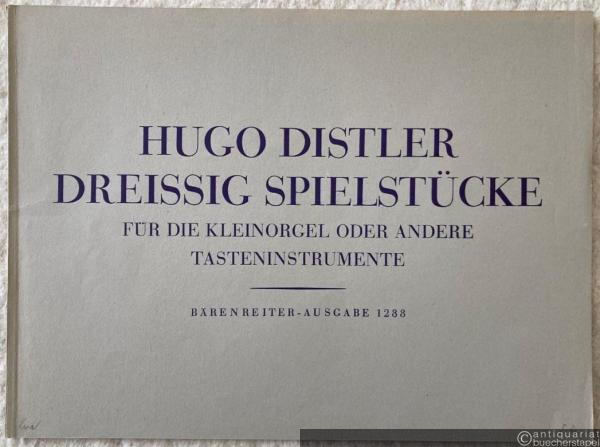 HUGO DISTLER
DREISSIG SPIELSTÜCKE
FÜR DIE KLEINORGEL ODER ANDERE
TASTENINSTRUMENTE
BÄRENREITER-AUSGABE 1288
©antiquariat
buecherstapel